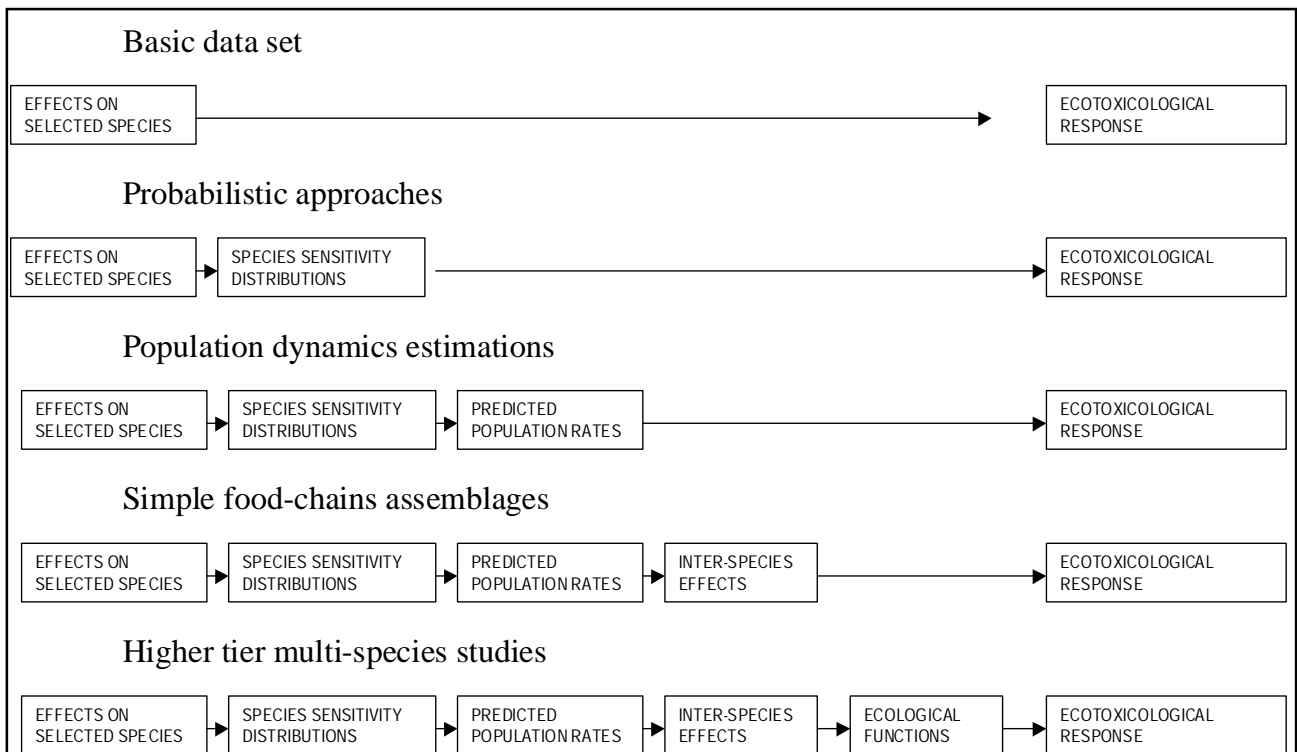 Basic data set
EFFECTS ON
SELECTED SPECIES
ECOTOXICOLOGICAL
RESPONSE
Probabilistic approaches
EFFECTS ON
SELECTED SPECIES
SPECIES SENSITIVITY
DISTRIBUTIONS
ECOTOXICOLOGICAL
RESPONSE
Population dynamics estimations
EFFECTS ON
SELECTED SPECIES
SPECIES SENSITIVITY
DISTRIBUTIONS
PREDICTED
POPULATION RATES
ECOTOXICOLOGICAL
RESPONSE
Simple food-chains assemblages
EFFECTS ON
SELECTED SPECIES
SPECIES SENSITIVITY
DISTRIBUTIONS
PREDICTED
POPULATION RATES
INTER-SPECIES
EFFECTS
ECOTOXICOLOGICAL
RESPONSE
Higher tier multi-species studies
EFFECTS ON
SELECTED SPECIES
SPECIES SENSITIVITY
DISTRIBUTIONS
PREDICTED
POPULATION RATES
INTER-SPECIES
EFFECTS
ECOLOGICAL
FUNCTIONS
ECOTOXICOLOGICAL
RESPONSE